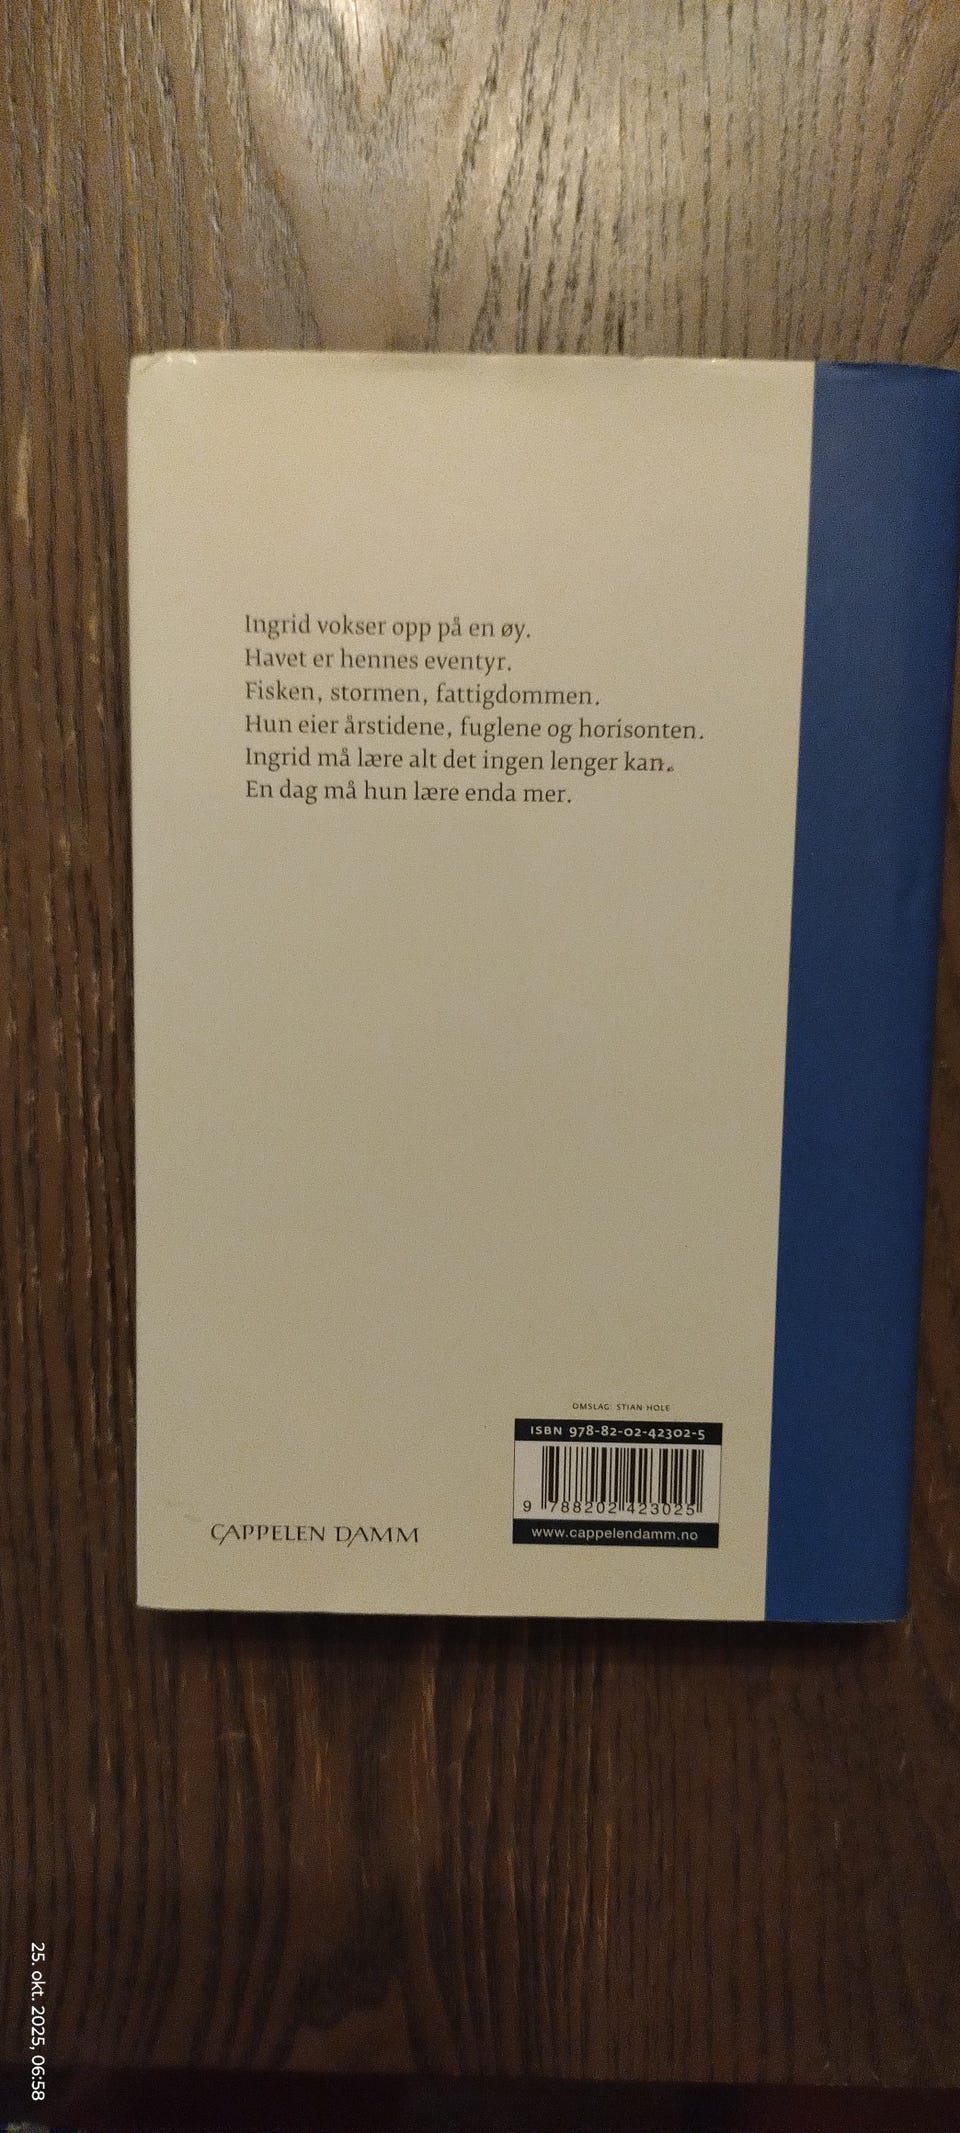 Ingrid vokser opp på en øy.
Havet er hennes eventyr.
Fisken, stormen, fattigdommen.
Hun eier årstidene, fuglene og horisonten.
Ingrid må lære alt det ingen lenger kan.
En dag må hun lære enda mer.
OMSLAG: STIAN HOLE
ISBN 978-82-02-42302-5
9 788202 423025
www.cappelendamm.no
CAPPELEN DAMM
25. okt. 2025, 06:58